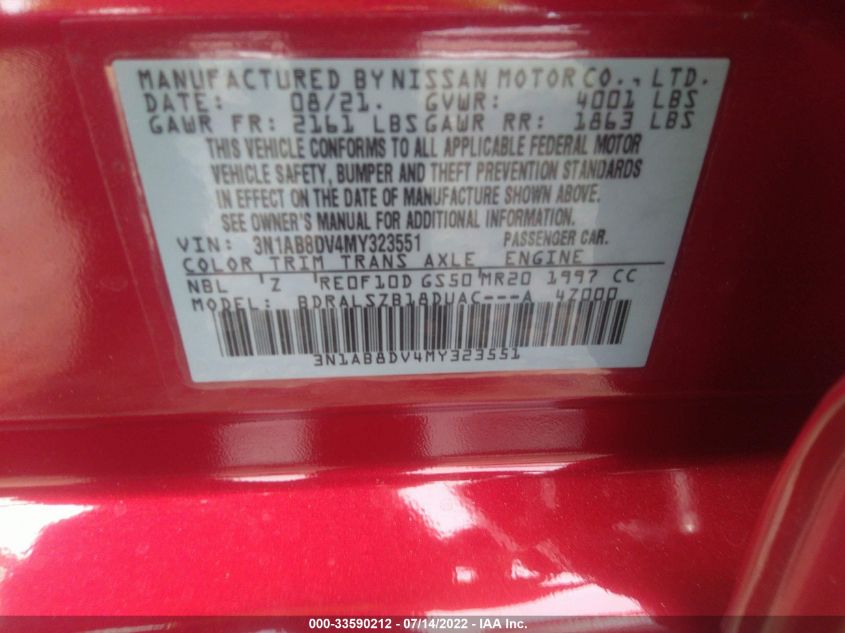 MANUFACTURED BY NISSAN MOTOR CO., LTD.
DATE: 08/21. GVWR: 4001 LBS
GAWR FR: 2161 LBS GAWR RR: 1863 LBS
THIS VEHICLE CONFORMS TO ALL APPLICABLE FEDERAL MOTOR
VEHICLE SAFETY, BUMPER AND THEFT PREVENTION STANDARDS
IN EFFECT ON THE DATE OF MANUFACTURE SHOWN ABOVE.
SEE OWNER'S MANUAL FOR ADDITIONAL INFORMATION.
VIN: 3N1AB8DV4MY323551 PASSENGER CAR.
COLOR TRIM TRANS AXLE ENGINE
NBL Z RE0F10D GS50 MR20 1997 CC
MODEL: BDRALSZB18DUAC---A 4Z000
3N1AB8DV4MY323551
000-33590212 - 07/14/2022 - IAA Inc.